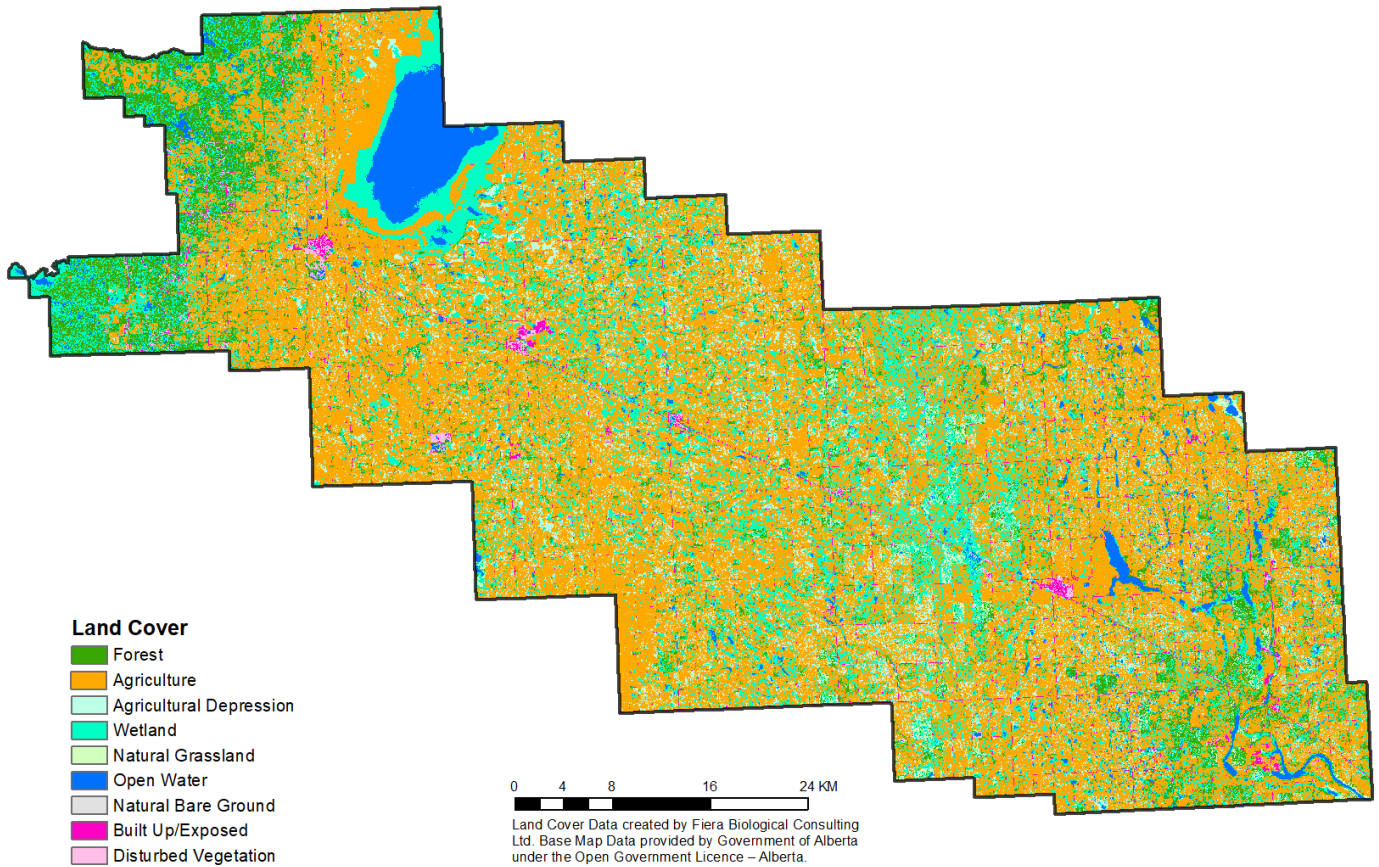 Land Cover
Forest
Agriculture
Agricultural Depression
Wetland
Natural Grassland
Open Water
Natural Bare Ground
Built Up/Exposed
Disturbed Vegetation
0 4 8 16 24 KM
Land Cover Data created by Fiera Biological Consulting
Ltd. Base Map Data provided by Government of Alberta
under the Open Government Licence – Alberta.